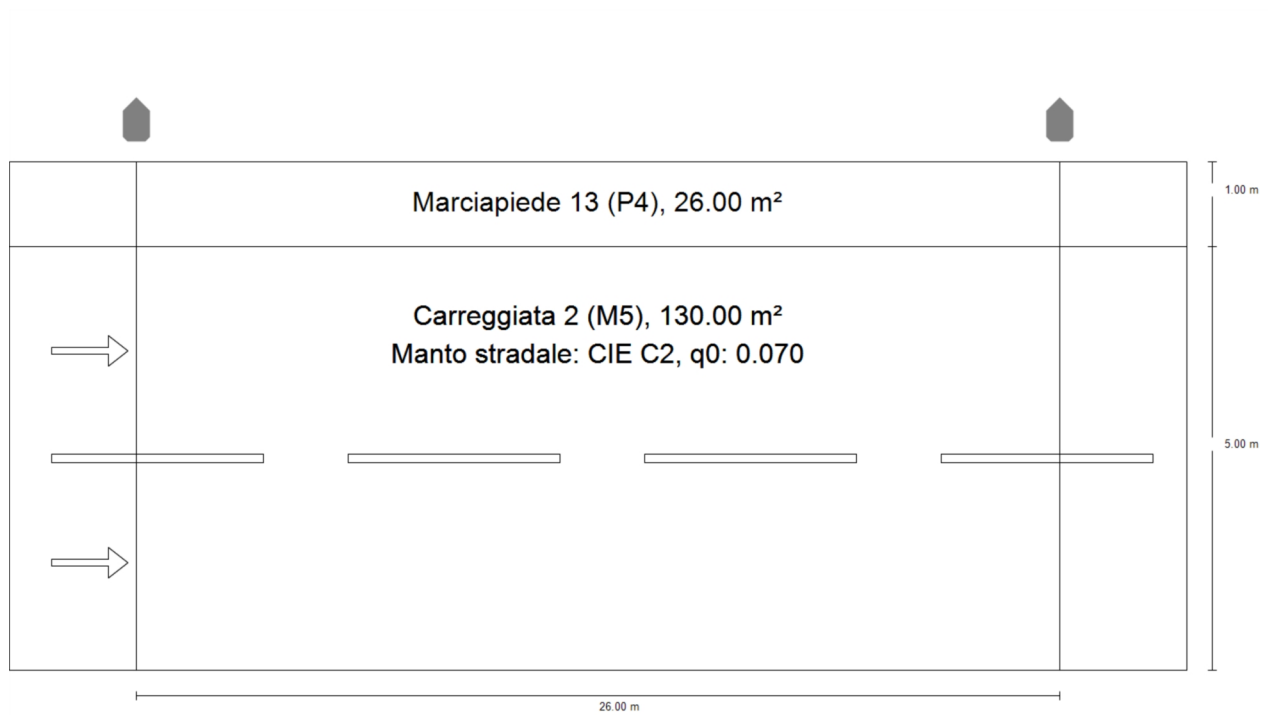 Marciapiede 13 (P4), 26.00 m²
1.00 m
Carreggiata 2 (M5), 130.00 m²
Manto stradale: CIE C2, q0: 0.070
5.00 m
26.00 m